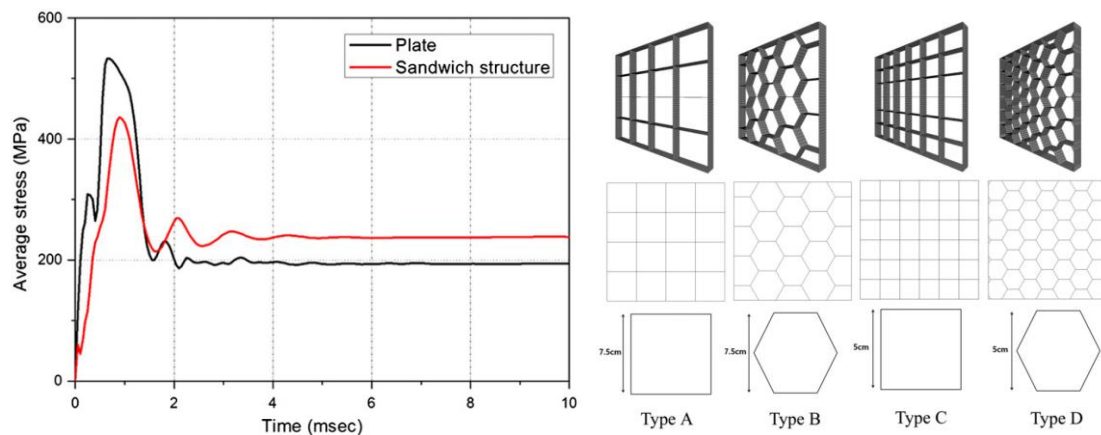 600
400
200
0
Average stress (MPa)
Plate
Sandwich structure
0 2 4 6 8 10
Time (msec)
7.5cm 7.5cm 5cm 5cm
Type A Type B Type C Type D